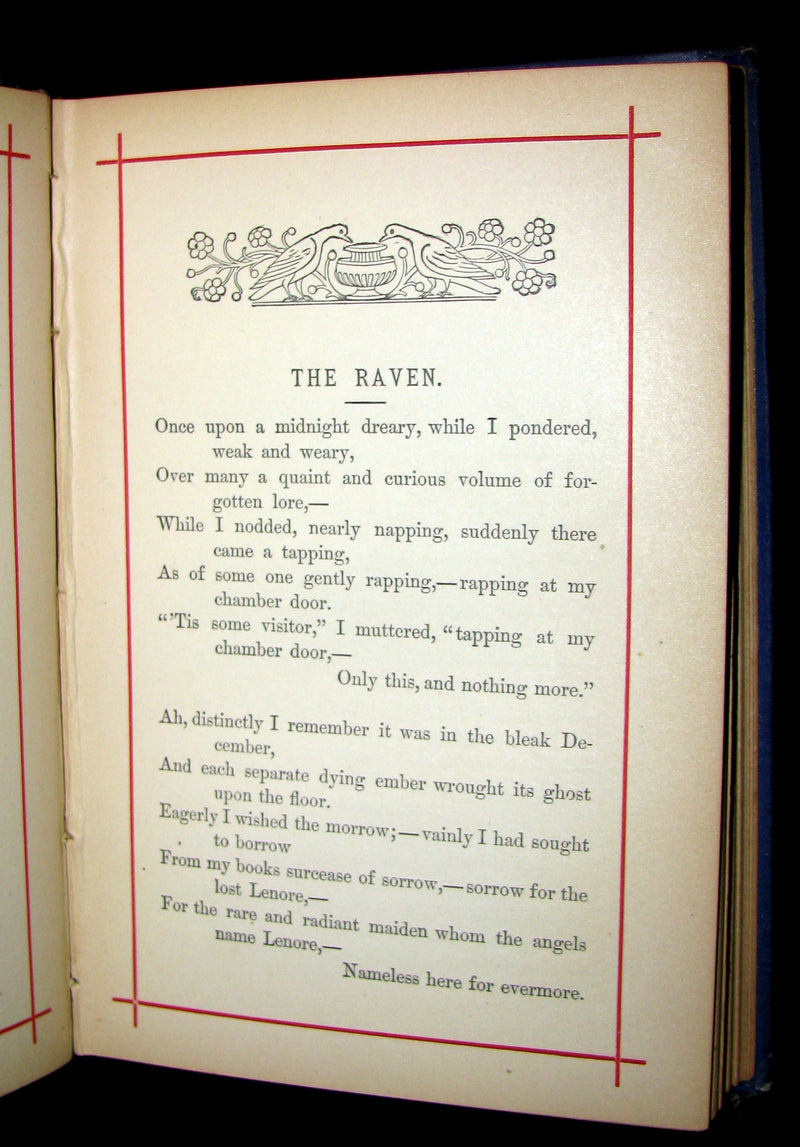 THE RAVEN.
Once upon a midnight dreary, while I pondered,
weak and weary,
Over many a quaint and curious volume of for-
gotten lore,—
While I nodded, nearly napping, suddenly there
came a tapping,
As of some one gently rapping,—rapping at my
chamber door.
“’Tis some visitor,” I muttered, “tapping at my
chamber door,—
Only this, and nothing more.”
Ah, distinctly I remember it was in the bleak De-
cember,
And each separate dying ember wrought its ghost
upon the floor.
Eagerly I wished the morrow;—vainly I had sought
to borrow
From my books surcease of sorrow,—sorrow for the
lost Lenore,—
For the rare and radiant maiden whom the angels
name Lenore,—
Nameless here for evermore.